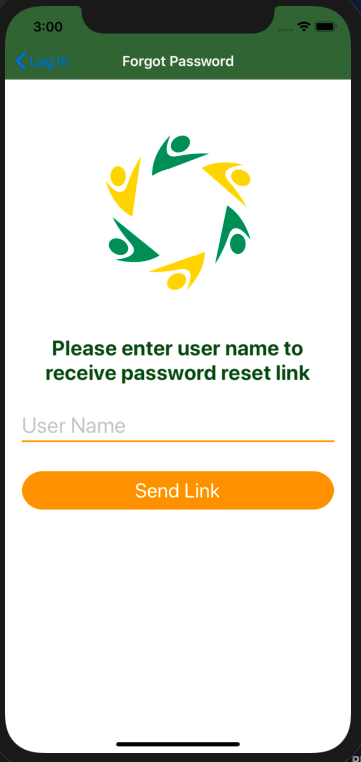 3:00
Log In
Forgot Password
Please enter user name to
receive password reset link
User Name
Send Link